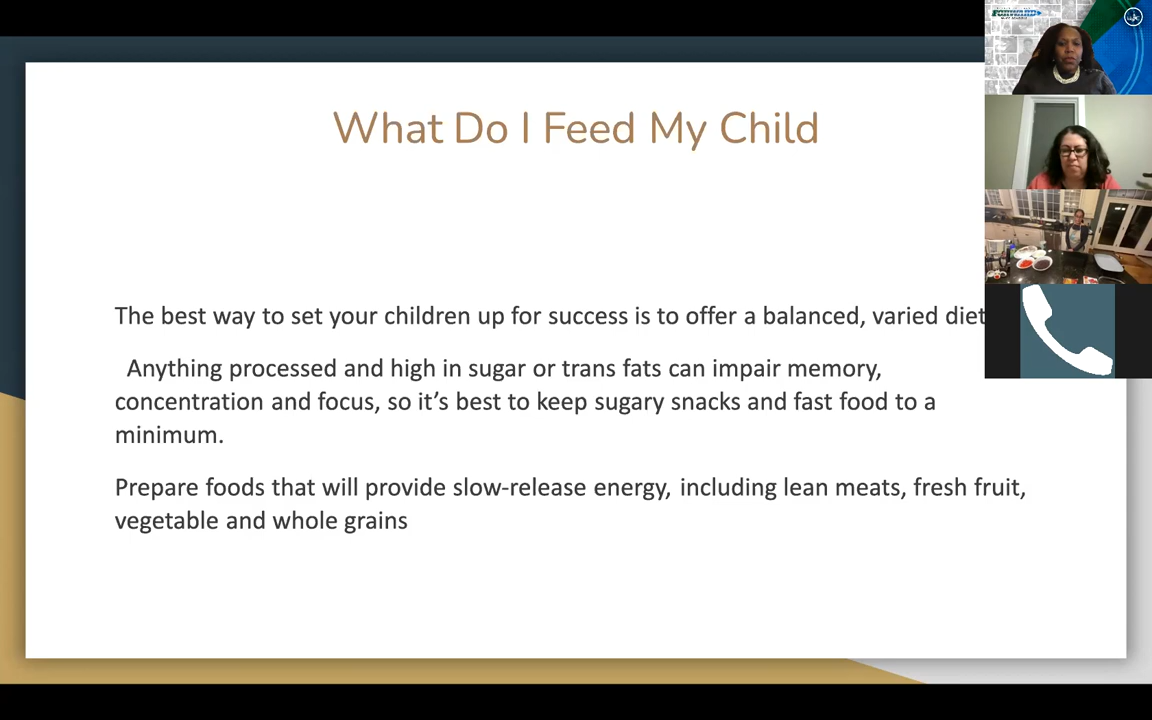 FORWARD
What Do I Feed My Child
The best way to set your children up for success is to offer a balanced, varied diet
Anything processed and high in sugar or trans fats can impair memory,
concentration and focus, so it’s best to keep sugary snacks and fast food to a
minimum.
Prepare foods that will provide slow-release energy, including lean meats, fresh fruit,
vegetable and whole grains